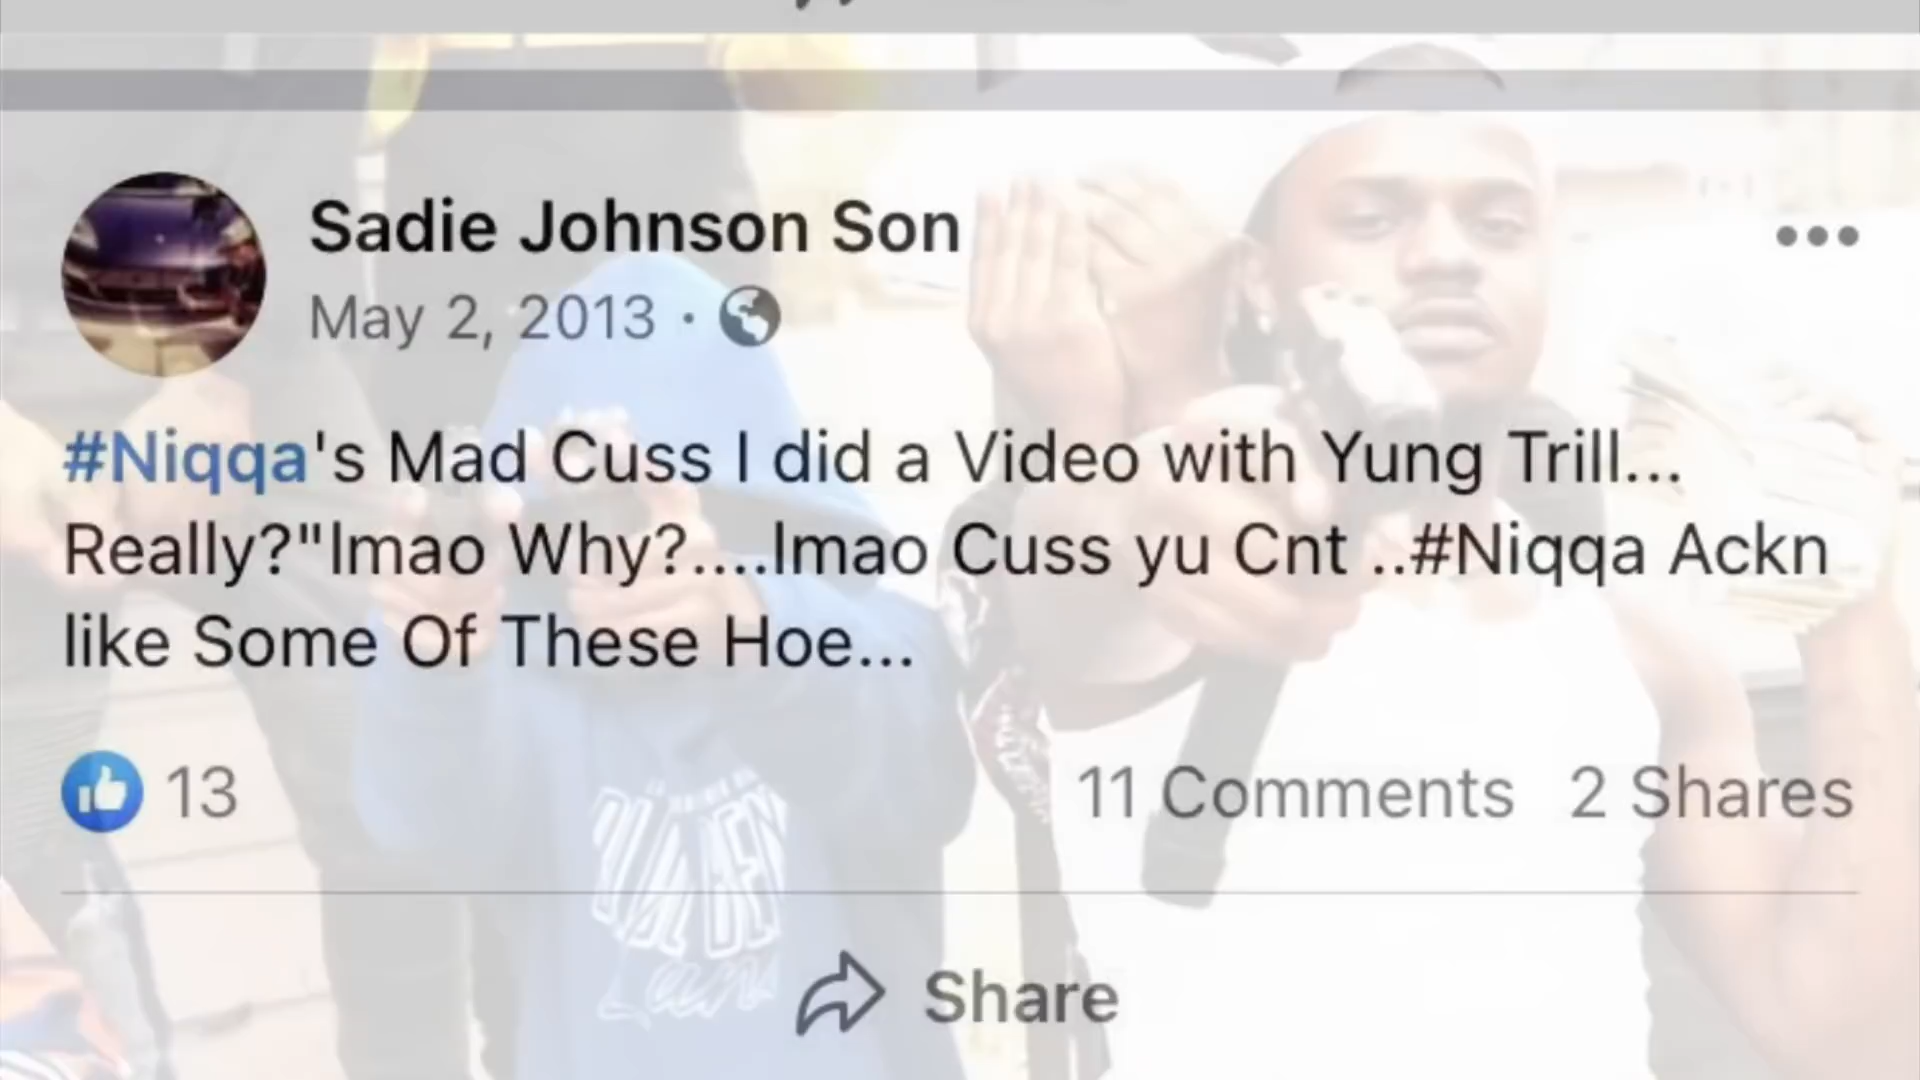 Sadie Johnson Son
May 2, 2013 ·
#Niqqa's Mad Cuss I did a Video with Yung Trill...
Really?"lmao Why?....lmao Cuss yu Cnt ..#Niqqa Ackn
like Some Of These Hoe...
13
11 Comments 2 Shares
Share